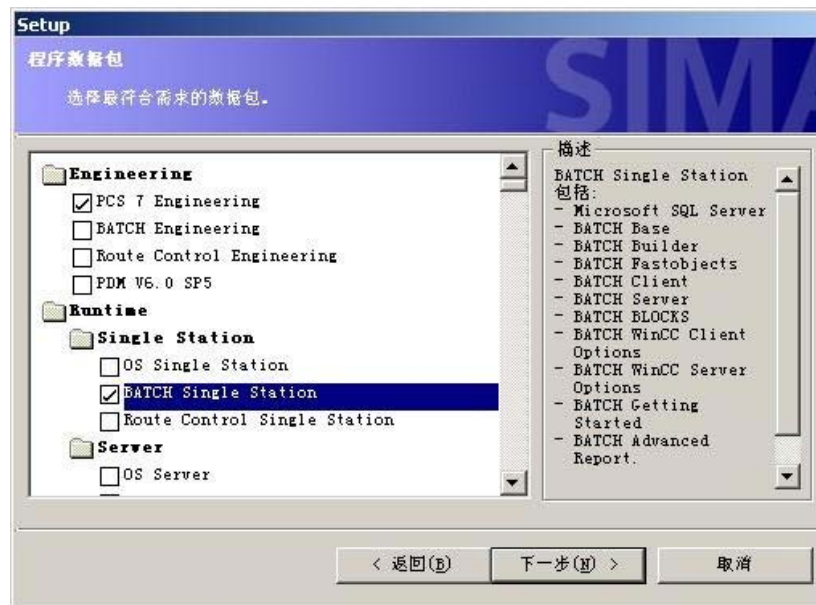 Setup
程序数据包
选择最符合需求的数据包。
SIMA
Engineering
PCS 7 Engineering
BATCH Engineering
Route Control Engineering
PDM V6.0 SP5
Runtime
Single Station
OS Single Station
BATCH Single Station
Route Control Single Station
Server
OS Server
描述
BATCH Single Station
包括:
- Microsoft SQL Server
- BATCH Base
- BATCH Builder
- BATCH Fastobjects
- BATCH Client
- BATCH Server
- BATCH BLOCKS
- BATCH WinCC Client
Options
- BATCH WinCC Server
Options
- BATCH Getting
Started
- BATCH Advanced
Report.
< 返回(B)
下一步(N) >
取消